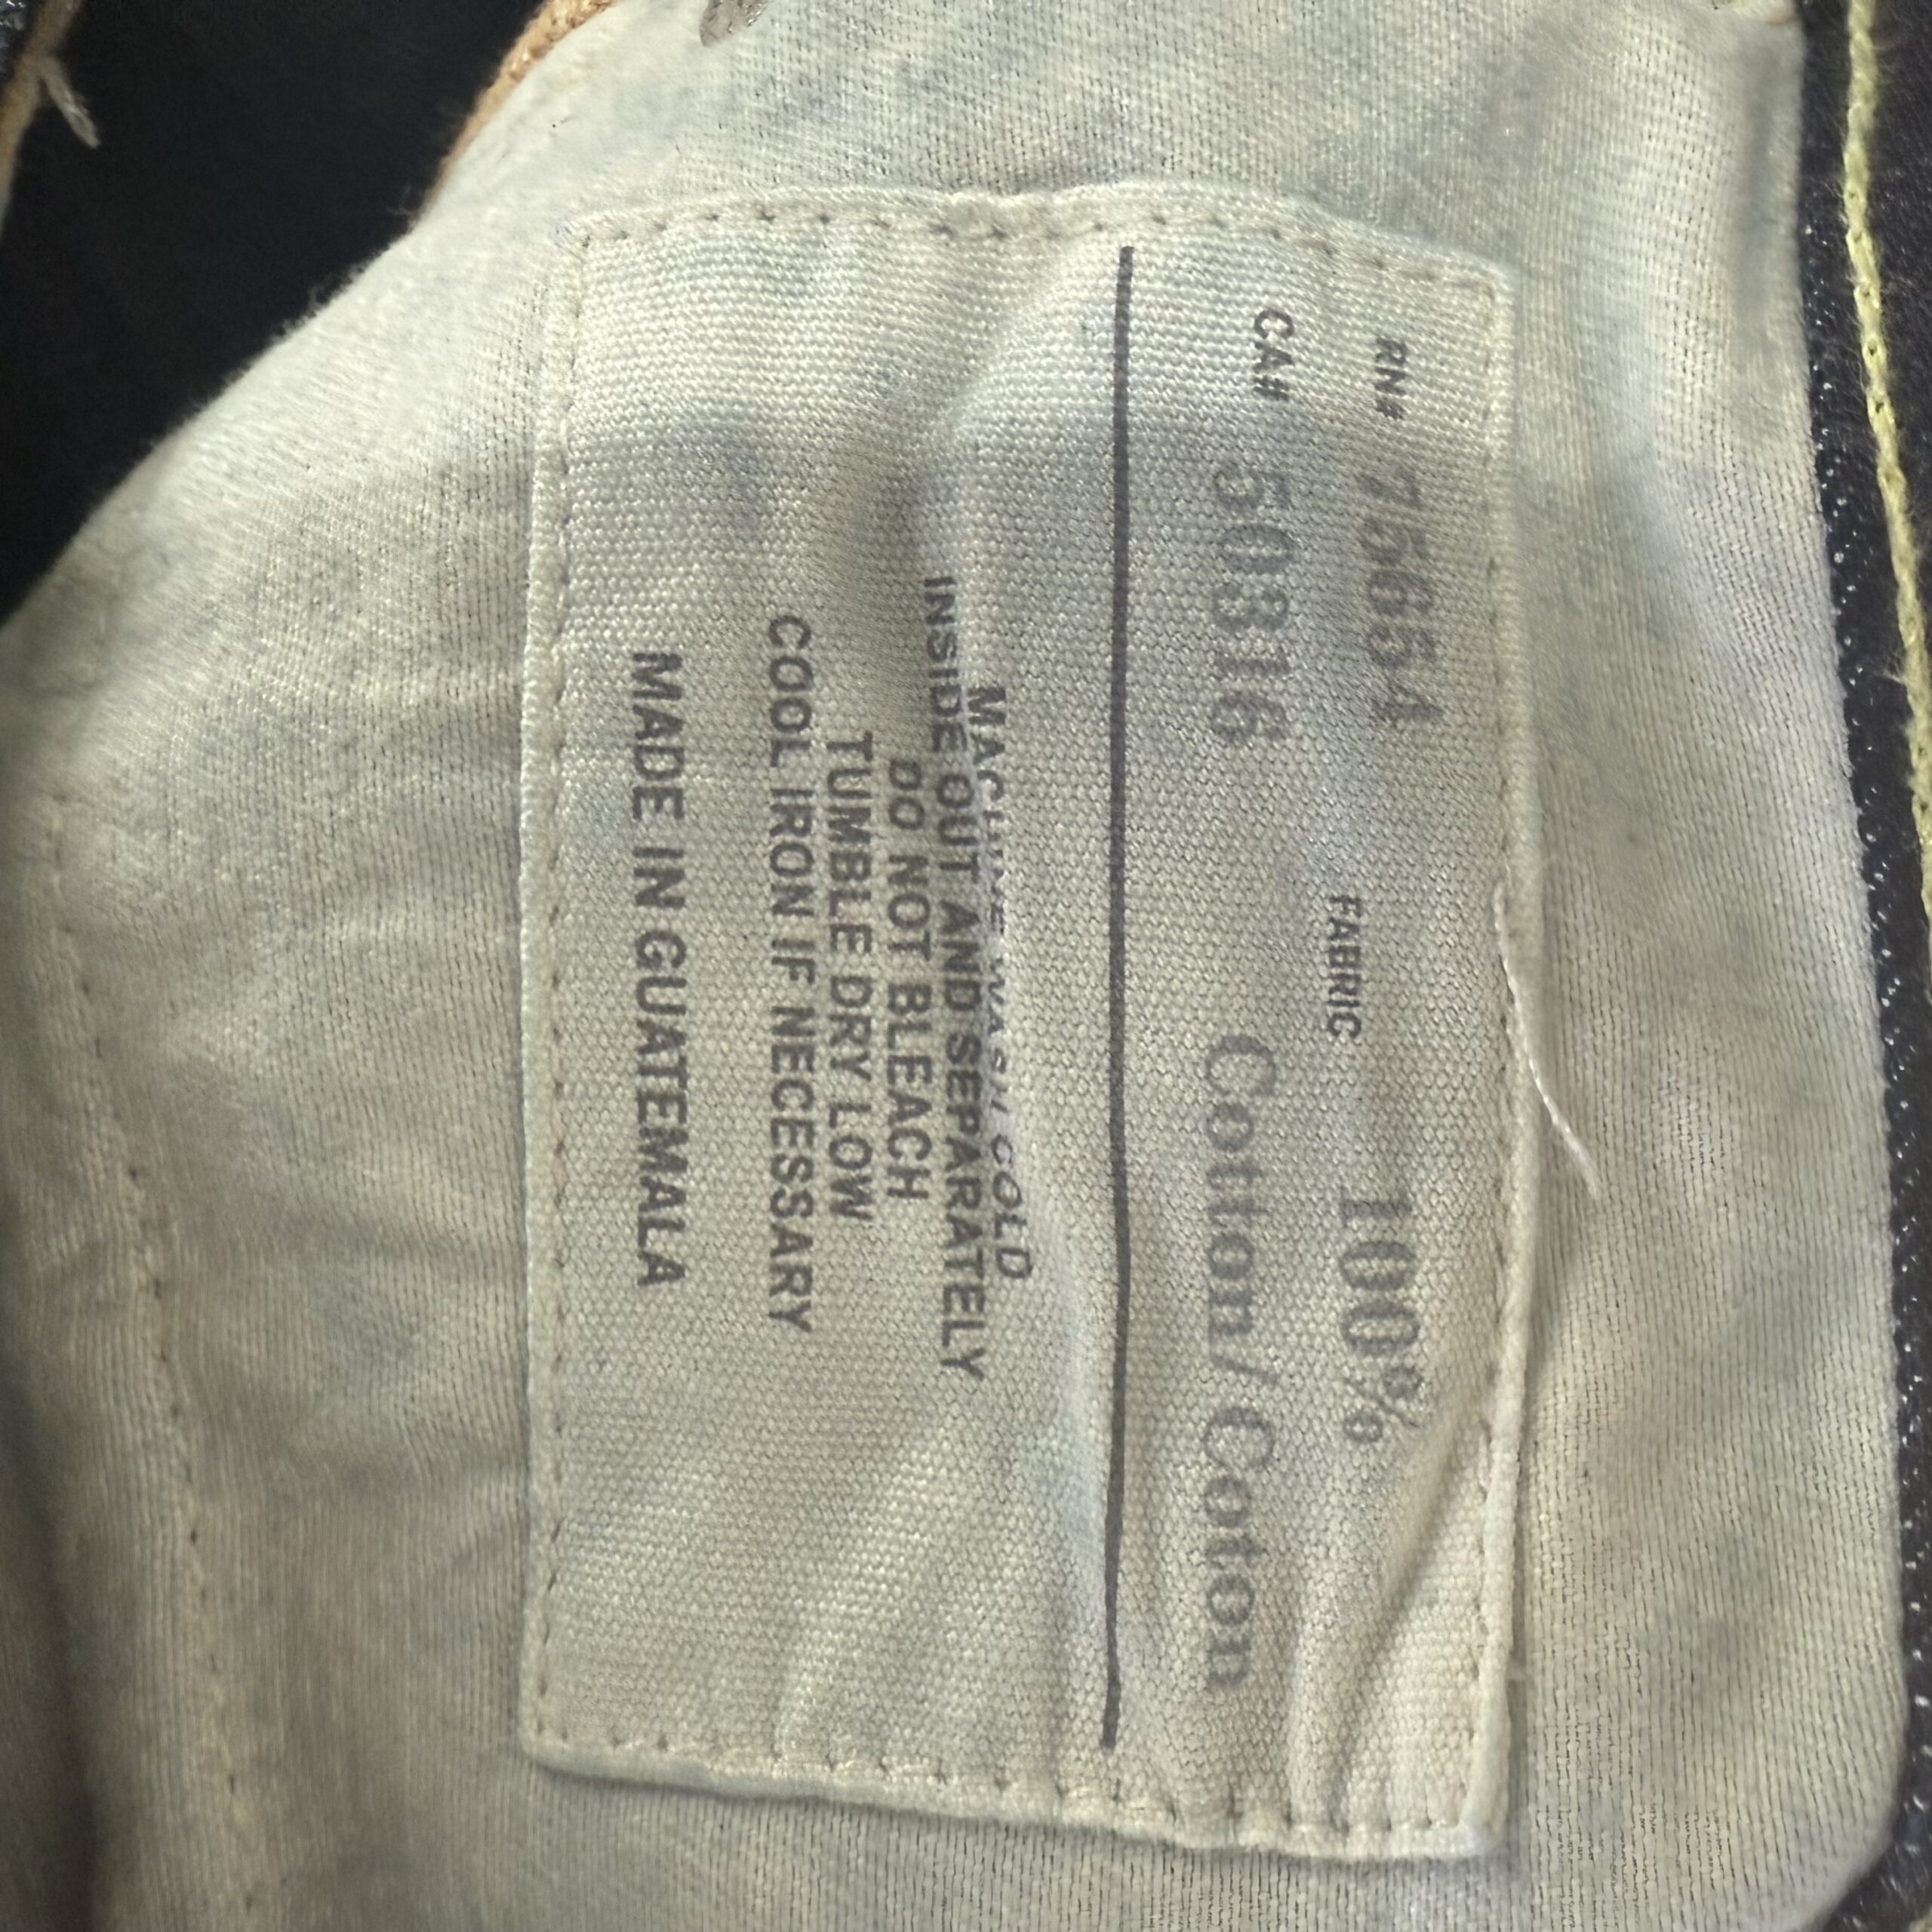 RN# 75654
CA# 50816
FABRIC
100%
Cotton/Coton
MACHINE WASH COLD
INSIDE OUT AND SEPARATELY
DO NOT BLEACH
TUMBLE DRY LOW
COOL IRON IF NECESSARY
MADE IN GUATEMALA